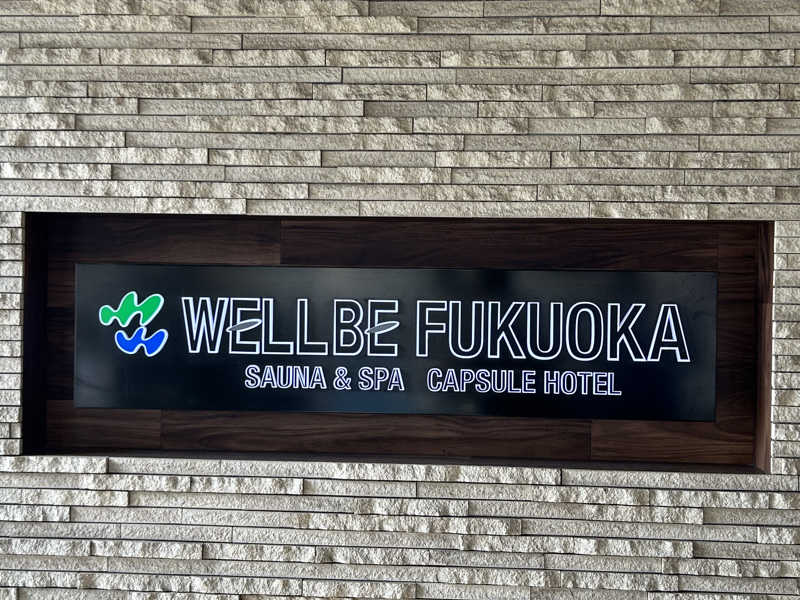 WELLBE FUKUOKA
SAUNA & SPA CAPSULE HOTEL